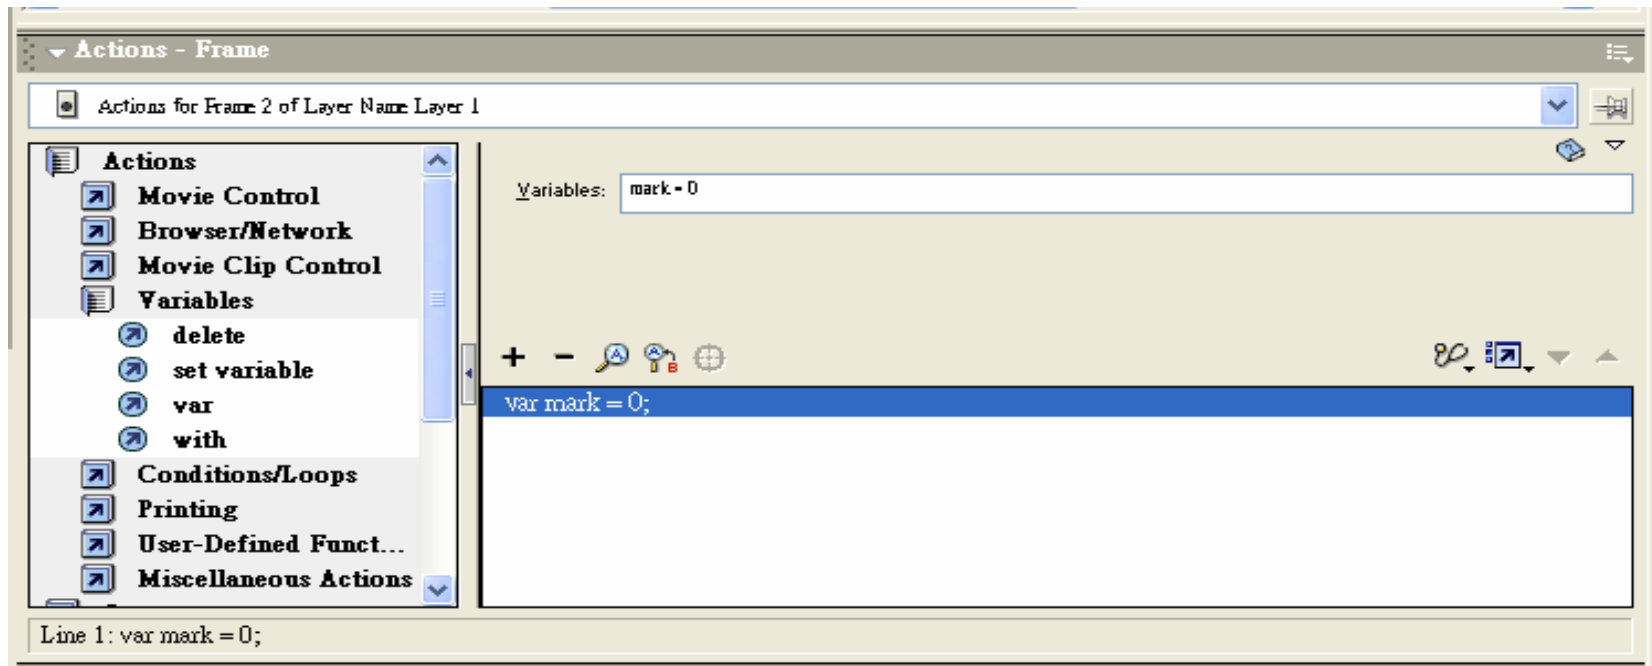 Actions - Frame
Actions for Frame 2 of Layer Name Layer 1
Actions
Movie Control
Browser/Network
Movie Clip Control
Variables
delete
set variable
var
with
Conditions/Loops
Printing
User-Defined Funct...
Miscellaneous Actions
Variables: mark = 0
var mark = 0;
Line 1: var mark = 0;